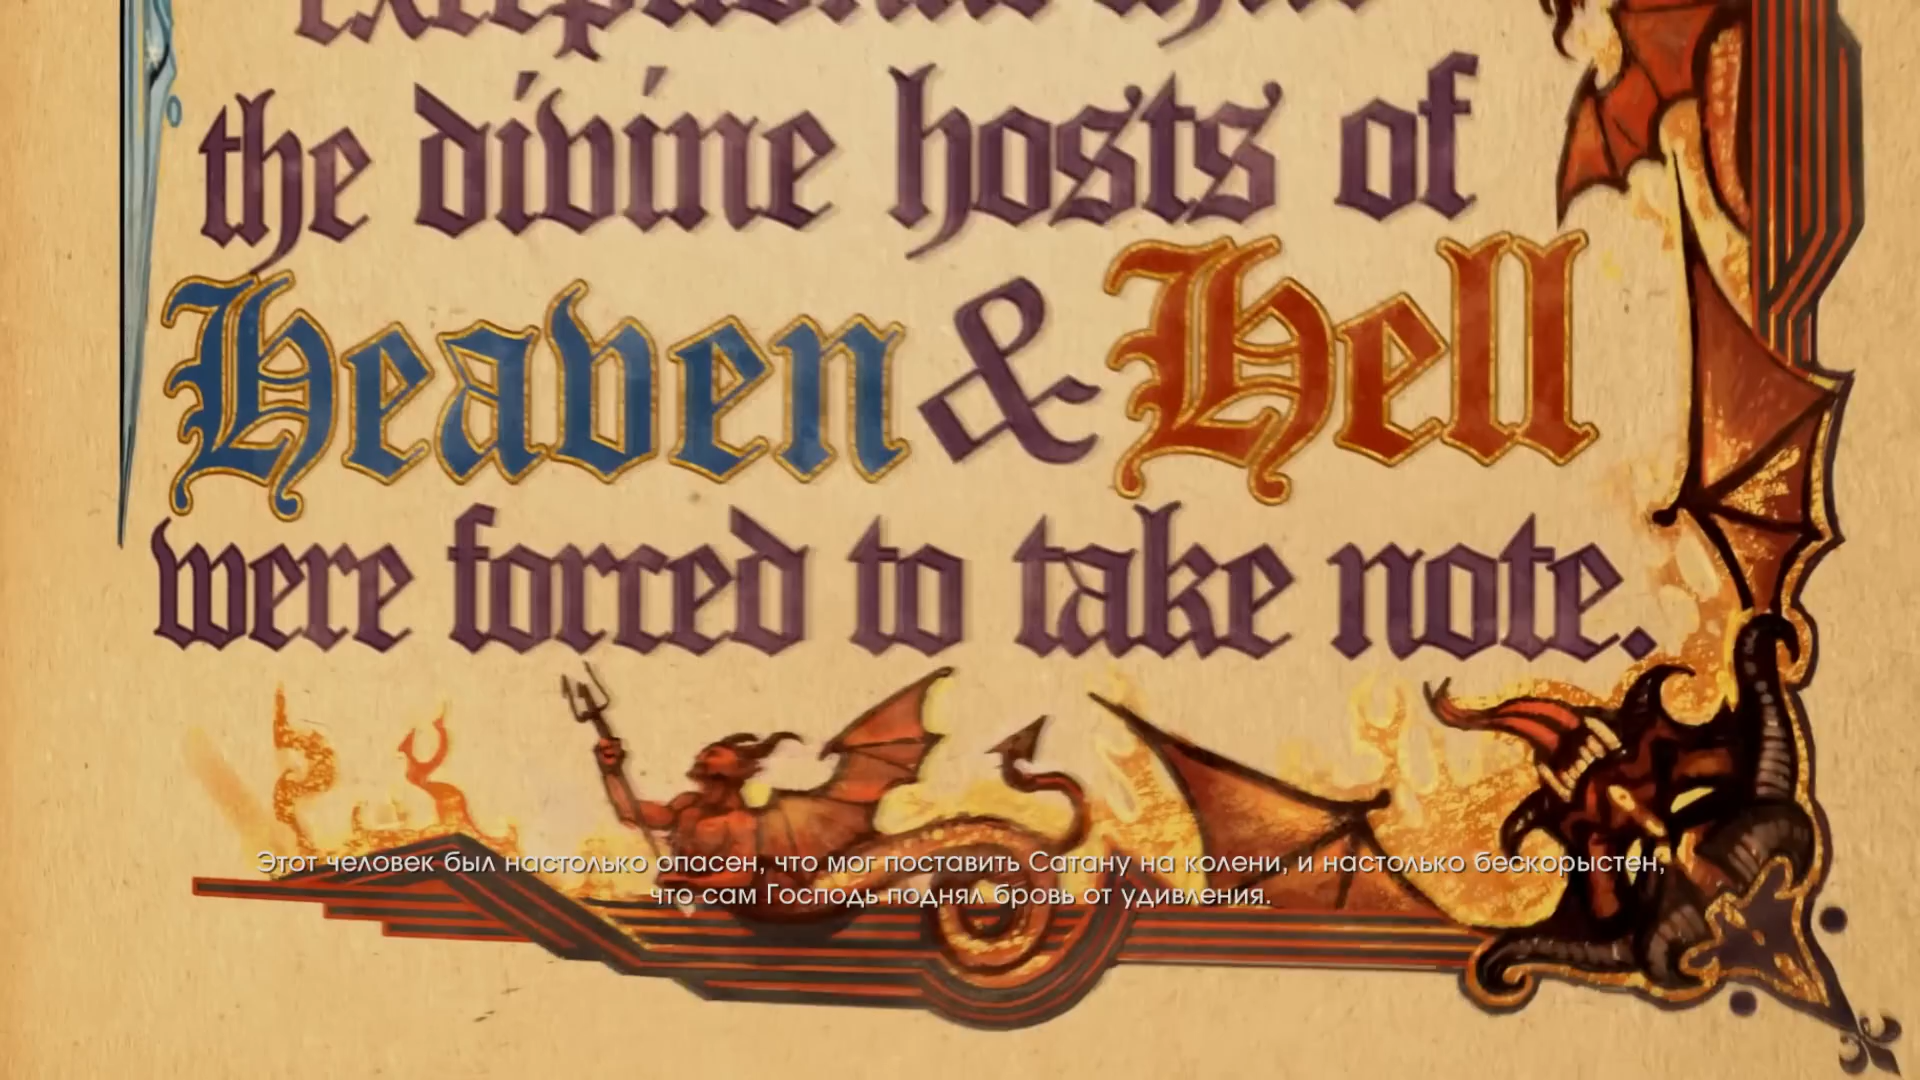 the divine hosts of
Heaven & Hell
were forced to take note.
Этот человек был настолько опасен, что мог поставить Сатану на колени, и настолько бескорыстен,
что сам Господь поднял бровь от удивления.